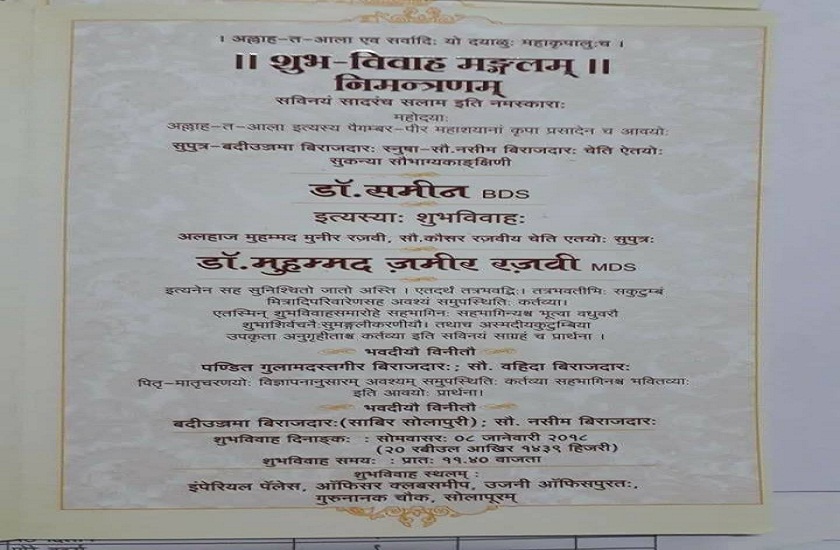 । अल्लाह-त-आला एव सर्वादिः यो दयाळुः महाकृपालुःच ।
।। शुभ-विवाह मङ्गलम् ।।
निमन्त्रणम्
सविनयं सादरंच सलाम इति नमस्काराः
महोदयाः
अल्लाह-त-आला इत्यस्य पैगम्बर-पीर महाशयानां कृपा प्रसादेन च आवयोः
सुपुत्र-बदीउज़्ज़मा बिराजदारः स्नुषा-सौ.नसीम बिराजदारः चेति ऐतयोः
सुकन्या सौभाग्यकाङ्क्षिणी
डॉ.समीन BDS
इत्यस्याः शुभविवाहः
अलहाज मुहम्मद मुनीर रज़वी, सौ.कौसर रज़वीय चेति एतयोः सुपुत्रः
डॉ.मुहम्मद ज़मीर रज़वी MDS
इत्यनेन सह सुनिश्चितो जातो अस्ति । एतदर्थं तत्रभवद्भिः। तत्रभवतीभिः सकुटुम्बं
मित्रादिपरिवारेणसह अवश्यं समुपस्थितिः कर्तव्या।
एतस्मिन् शुभविवाहसमारोहे सहभागिनः सहभागिन्यश्च भूत्वा वधुवरौ
शुभाशिर्वचनैःसुमङ्गलीकरणीयौ। तथाच अस्मदीयकुटुम्बिया
उपकृता अनुगृहीताश्च कर्तव्या इति सविनयं साग्रहं च प्रार्थना ।
भवदीयौ विनीतौ
पण्डित गुलामदस्तगीर बिराजदारः; सौ. वहिदा बिराजदारः
पितृ-मातृचरणयोः विज्ञापनानुसारम् अवश्यम् समुपस्थितिः कर्तव्या सहभागिनश्च भवितव्याः
इति आवयोः प्रार्थना।
भवदीयौ विनीतौ
बदीउज़्ज़मा बिराजदारः(साबिर सोलापुरी); सौ. नसीम बिराजदारः
शुभविवाह दिनाङ्कः : सोमवासरः ०८ जानेवारी २०१८
(२० रबीउल आखिर १४३९ हिजरी)
शुभविवाह समयः : प्रातः ११.४० वाजता
शुभविवाह स्थलम् :
इंपेरियल पॅलेस, ऑफिसर क्लबसमीप, उजनी ऑफिसपुरतः,
गुरुनानक चौक, सोलापूरम्